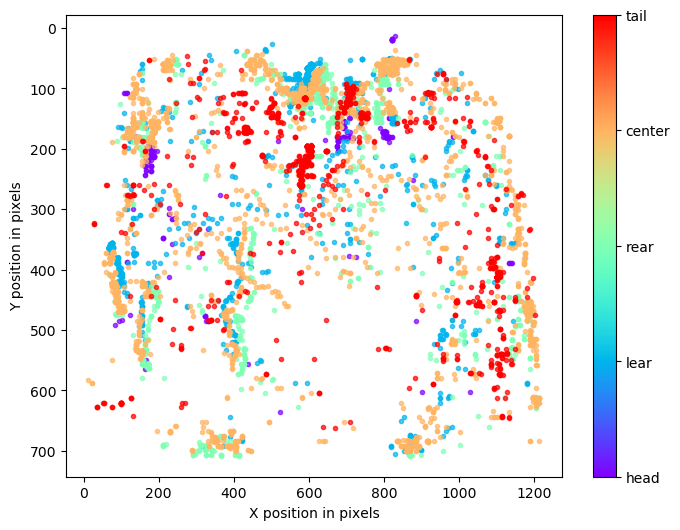 0
100
200
300
400
500
600
700
Y position in pixels
0
200
400
600
800
1000
1200
X position in pixels
tail
center
rear
lear
head